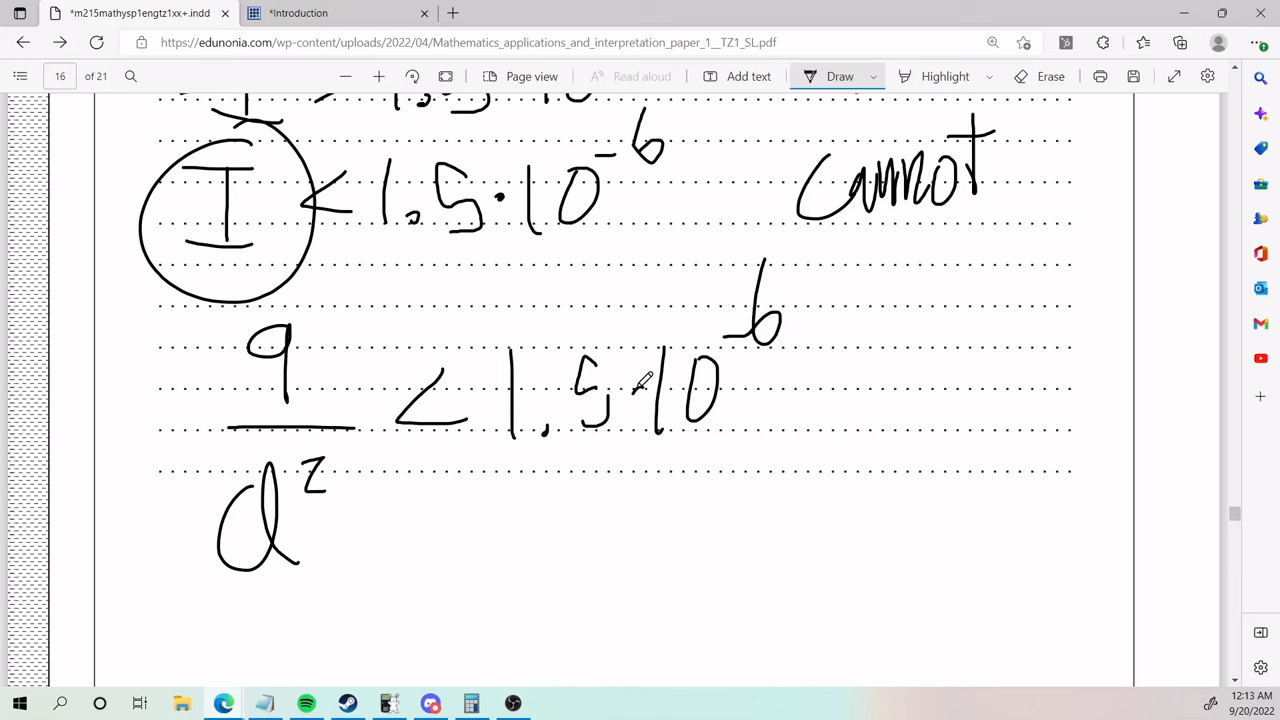 *m215mathysp1engtz1xx+.indd
*Introduction
https://edunonia.com/wp-content/uploads/2022/04/Mathematics_applications_and_interpretation_paper_1__TZ1_SL.pdf
16 of 21
Page view
Read aloud
Add text
Draw
Highlight
Erase
I < 1.5·10^-6
cannot
9/d^2 < 1.5·10^-6
12:13 AM
9/20/2022